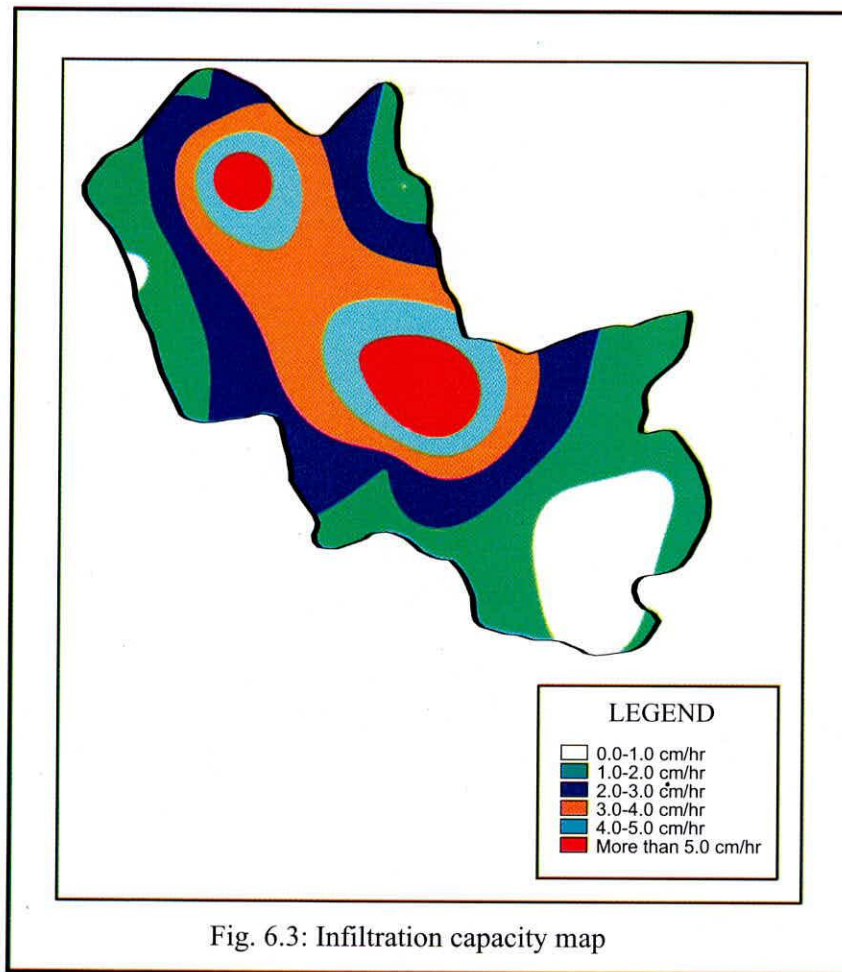 LEGEND
0.0-1.0 cm/hr
1.0-2.0 cm/hr
2.0-3.0 cm/hr
3.0-4.0 cm/hr
4.0-5.0 cm/hr
More than 5.0 cm/hr
Fig. 6.3: Infiltration capacity map